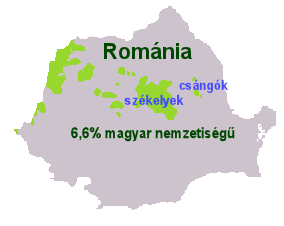 Románia
csángók
székelyek
6,6% magyar nemzetiségű